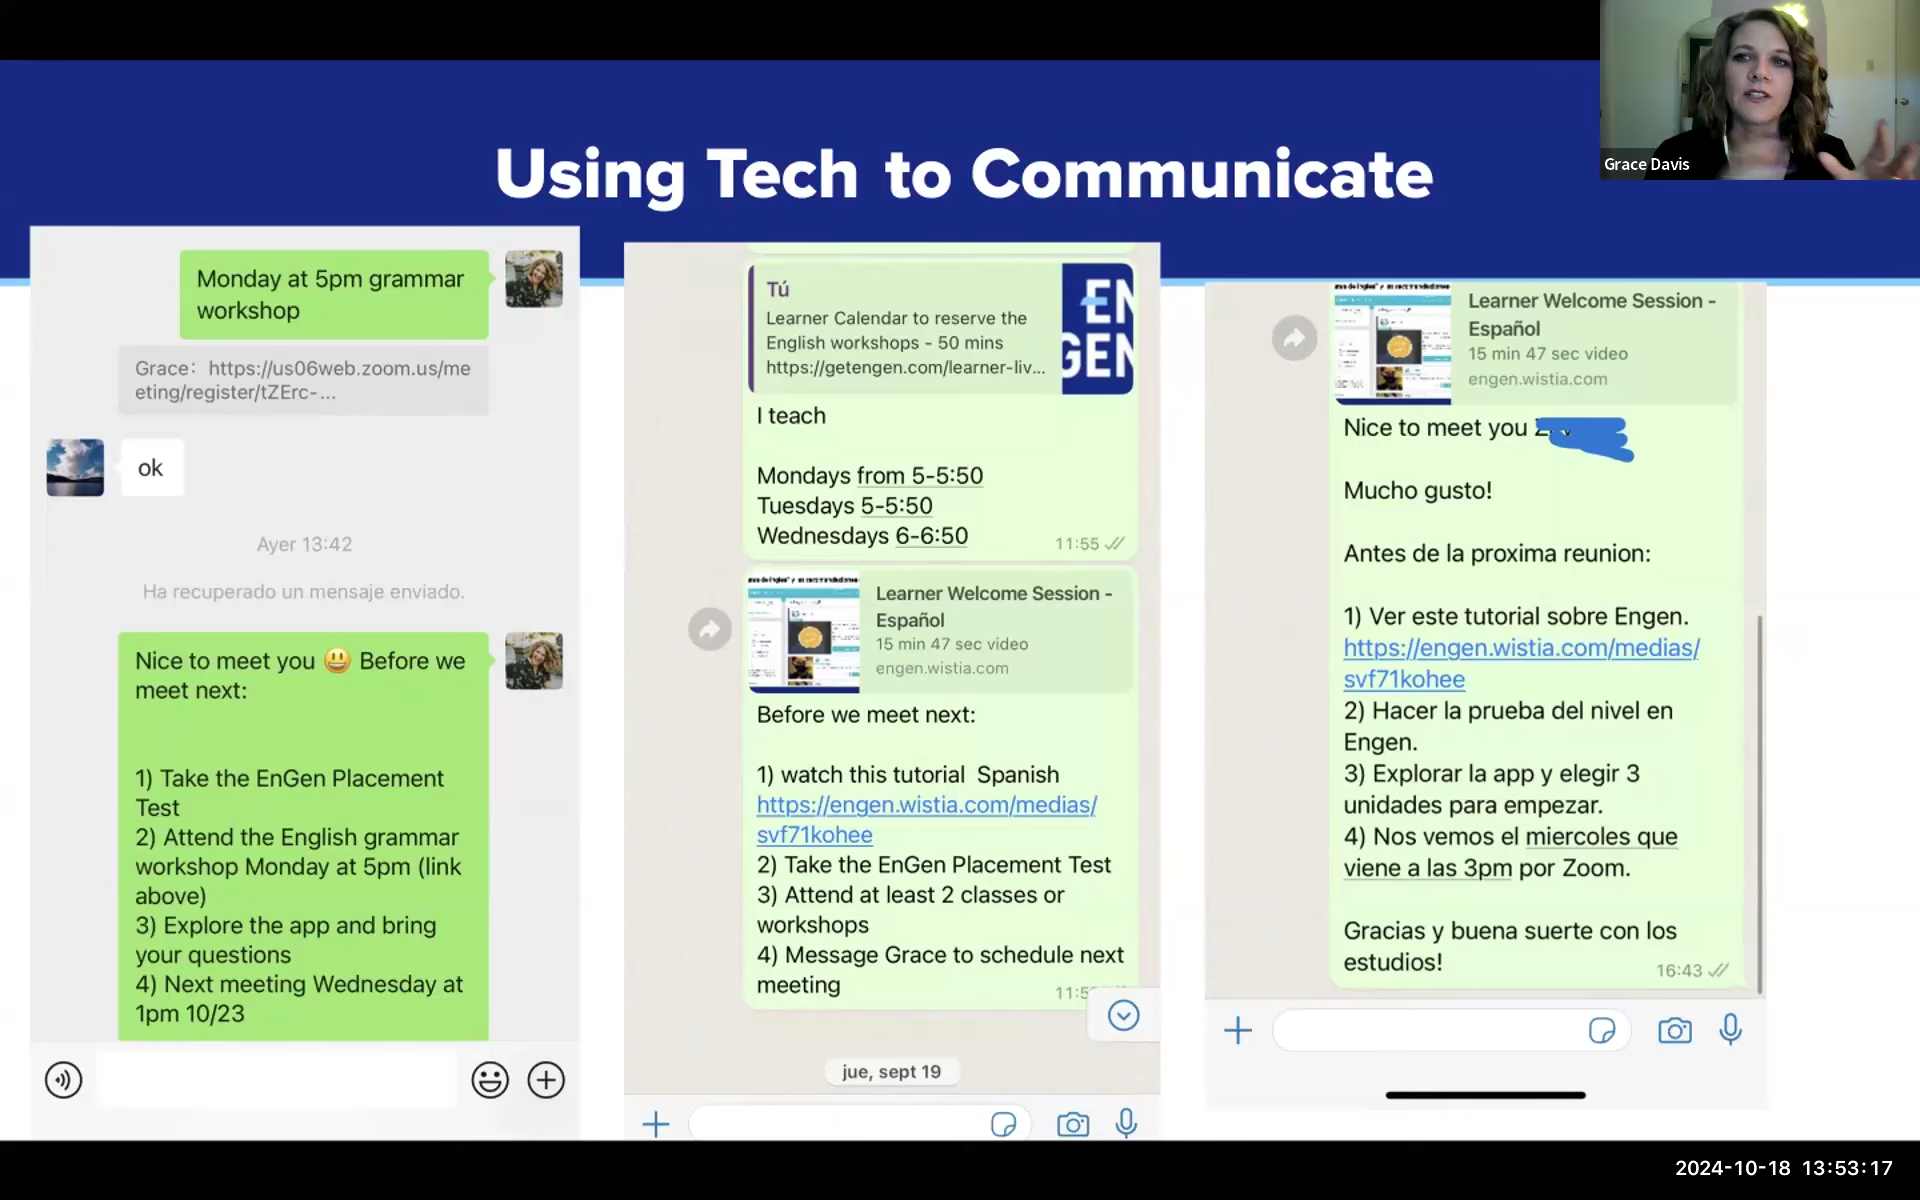 Using Tech to Communicate
Grace Davis
Monday at 5pm grammar
workshop
Grace: https://us06web.zoom.us/me
eting/register/tZErc-...
ok
Ayer 13:42
Ha recuperado un mensaje enviado.
Nice to meet you 😃 Before we
meet next:
1) Take the EnGen Placement
Test
2) Attend the English grammar
workshop Monday at 5pm (link
above)
3) Explore the app and bring
your questions
4) Next meeting Wednesday at
1pm 10/23
Tú
Learner Calendar to reserve the
English workshops - 50 mins
https://getengen.com/learner-liv...
EN
GEN
I teach
Mondays from 5-5:50
Tuesdays 5-5:50
Wednesdays 6-6:50
11:55
Learner Welcome Session -
Español
15 min 47 sec video
engen.wistia.com
Before we meet next:
1) watch this tutorial Spanish
https://engen.wistia.com/medias/
svf71kohee
2) Take the EnGen Placement Test
3) Attend at least 2 classes or
workshops
4) Message Grace to schedule next
meeting
jue, sept 19
Learner Welcome Session -
Español
15 min 47 sec video
engen.wistia.com
Nice to meet you
Mucho gusto!
Antes de la proxima reunion:
1) Ver este tutorial sobre Engen.
https://engen.wistia.com/medias/
svf71kohee
2) Hacer la prueba del nivel en
Engen.
3) Explorar la app y elegir 3
unidades para empezar.
4) Nos vemos el miercoles que
viene a las 3pm por Zoom.
Gracias y buena suerte con los
estudios!
16:43
2024-10-18 13:53:17